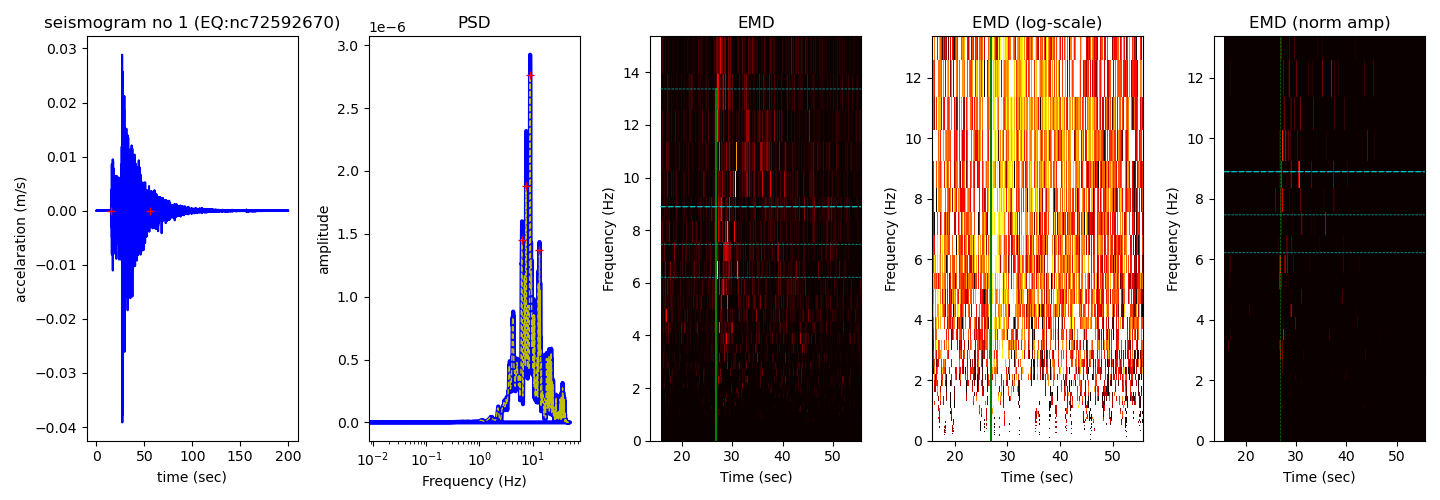 seismogram no 1 (EQ:nc72592670)
0.03
0.02
0.01
0.00
−0.01
−0.02
−0.03
−0.04
accelaration (m/s)
0 50 100 150 200
time (sec)
PSD
1e−6
3.0
2.5
2.0
1.5
1.0
0.5
0.0
amplitude
10⁻² 10⁻¹ 10⁰ 10¹
Frequency (Hz)
EMD
14
12
10
8
6
4
2
0
Frequency (Hz)
20 30 40 50
Time (sec)
EMD (log-scale)
12
10
8
6
4
2
0
Frequency (Hz)
20 30 40 50
Time (sec)
EMD (norm amp)
12
10
8
6
4
2
0
Frequency (Hz)
20 30 40 50
Time (sec)